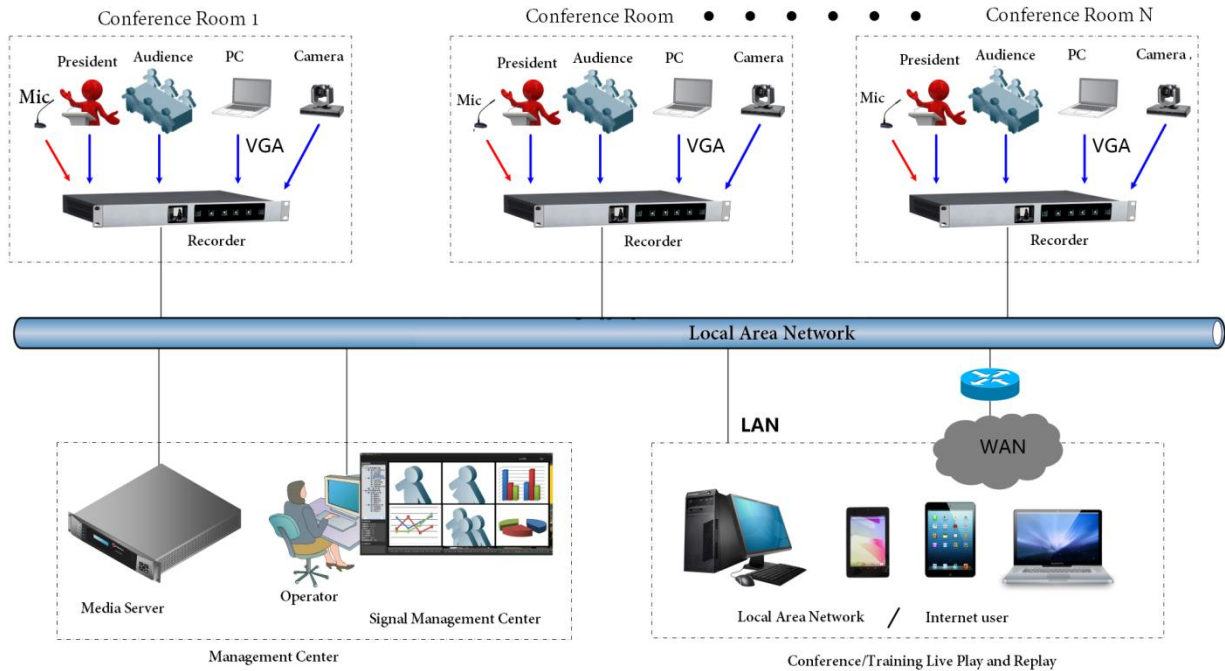 Conference Room 1
Conference Room
Conference Room N
Mic
President
Audience
PC
Camera
VGA
Recorder
Mic
President
Audience
PC
Camera
VGA
Recorder
Mic
President
Audience
PC
Camera .
VGA
Recorder
Local Area Network
LAN
WAN
Media Server
Operator
Signal Management Center
Management Center
Local Area Network / Internet user
Conference/Training Live Play and Replay